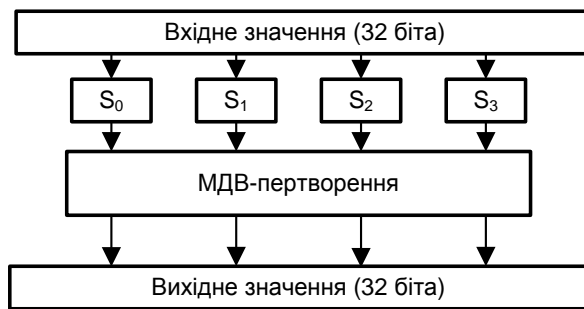 Вхідне значення (32 біта)
S₀ S₁ S₂ S₃
МДВ-пертворення
Вихідне значення (32 біта)